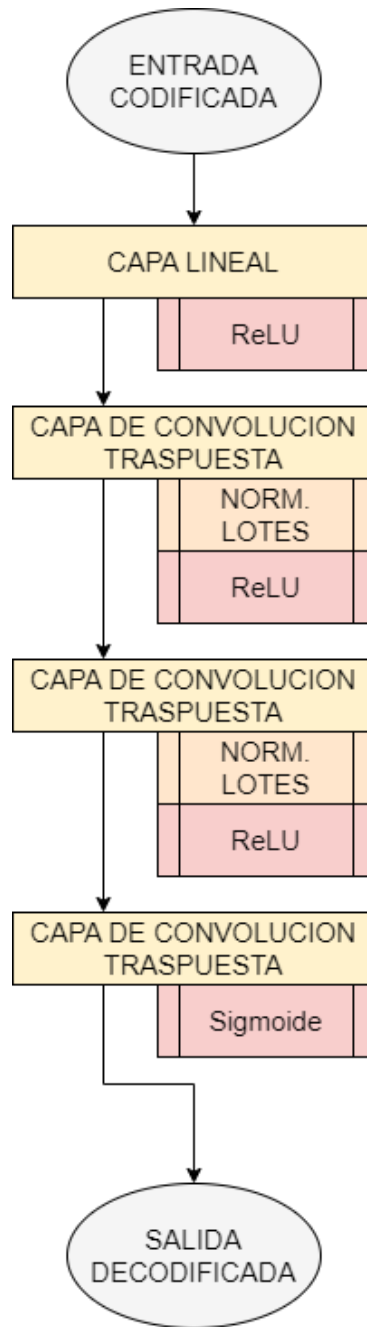 ENTRADA
CODIFICADA
CAPA LINEAL
ReLU
CAPA DE CONVOLUCION
TRASPUESTA
NORM.
LOTES
ReLU
CAPA DE CONVOLUCION
TRASPUESTA
NORM.
LOTES
ReLU
CAPA DE CONVOLUCION
TRASPUESTA
Sigmoide
SALIDA
DECODIFICADA